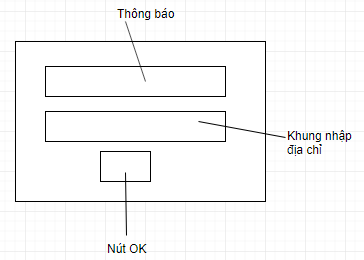 Thông báo
Khung nhập
địa chỉ
Nút OK